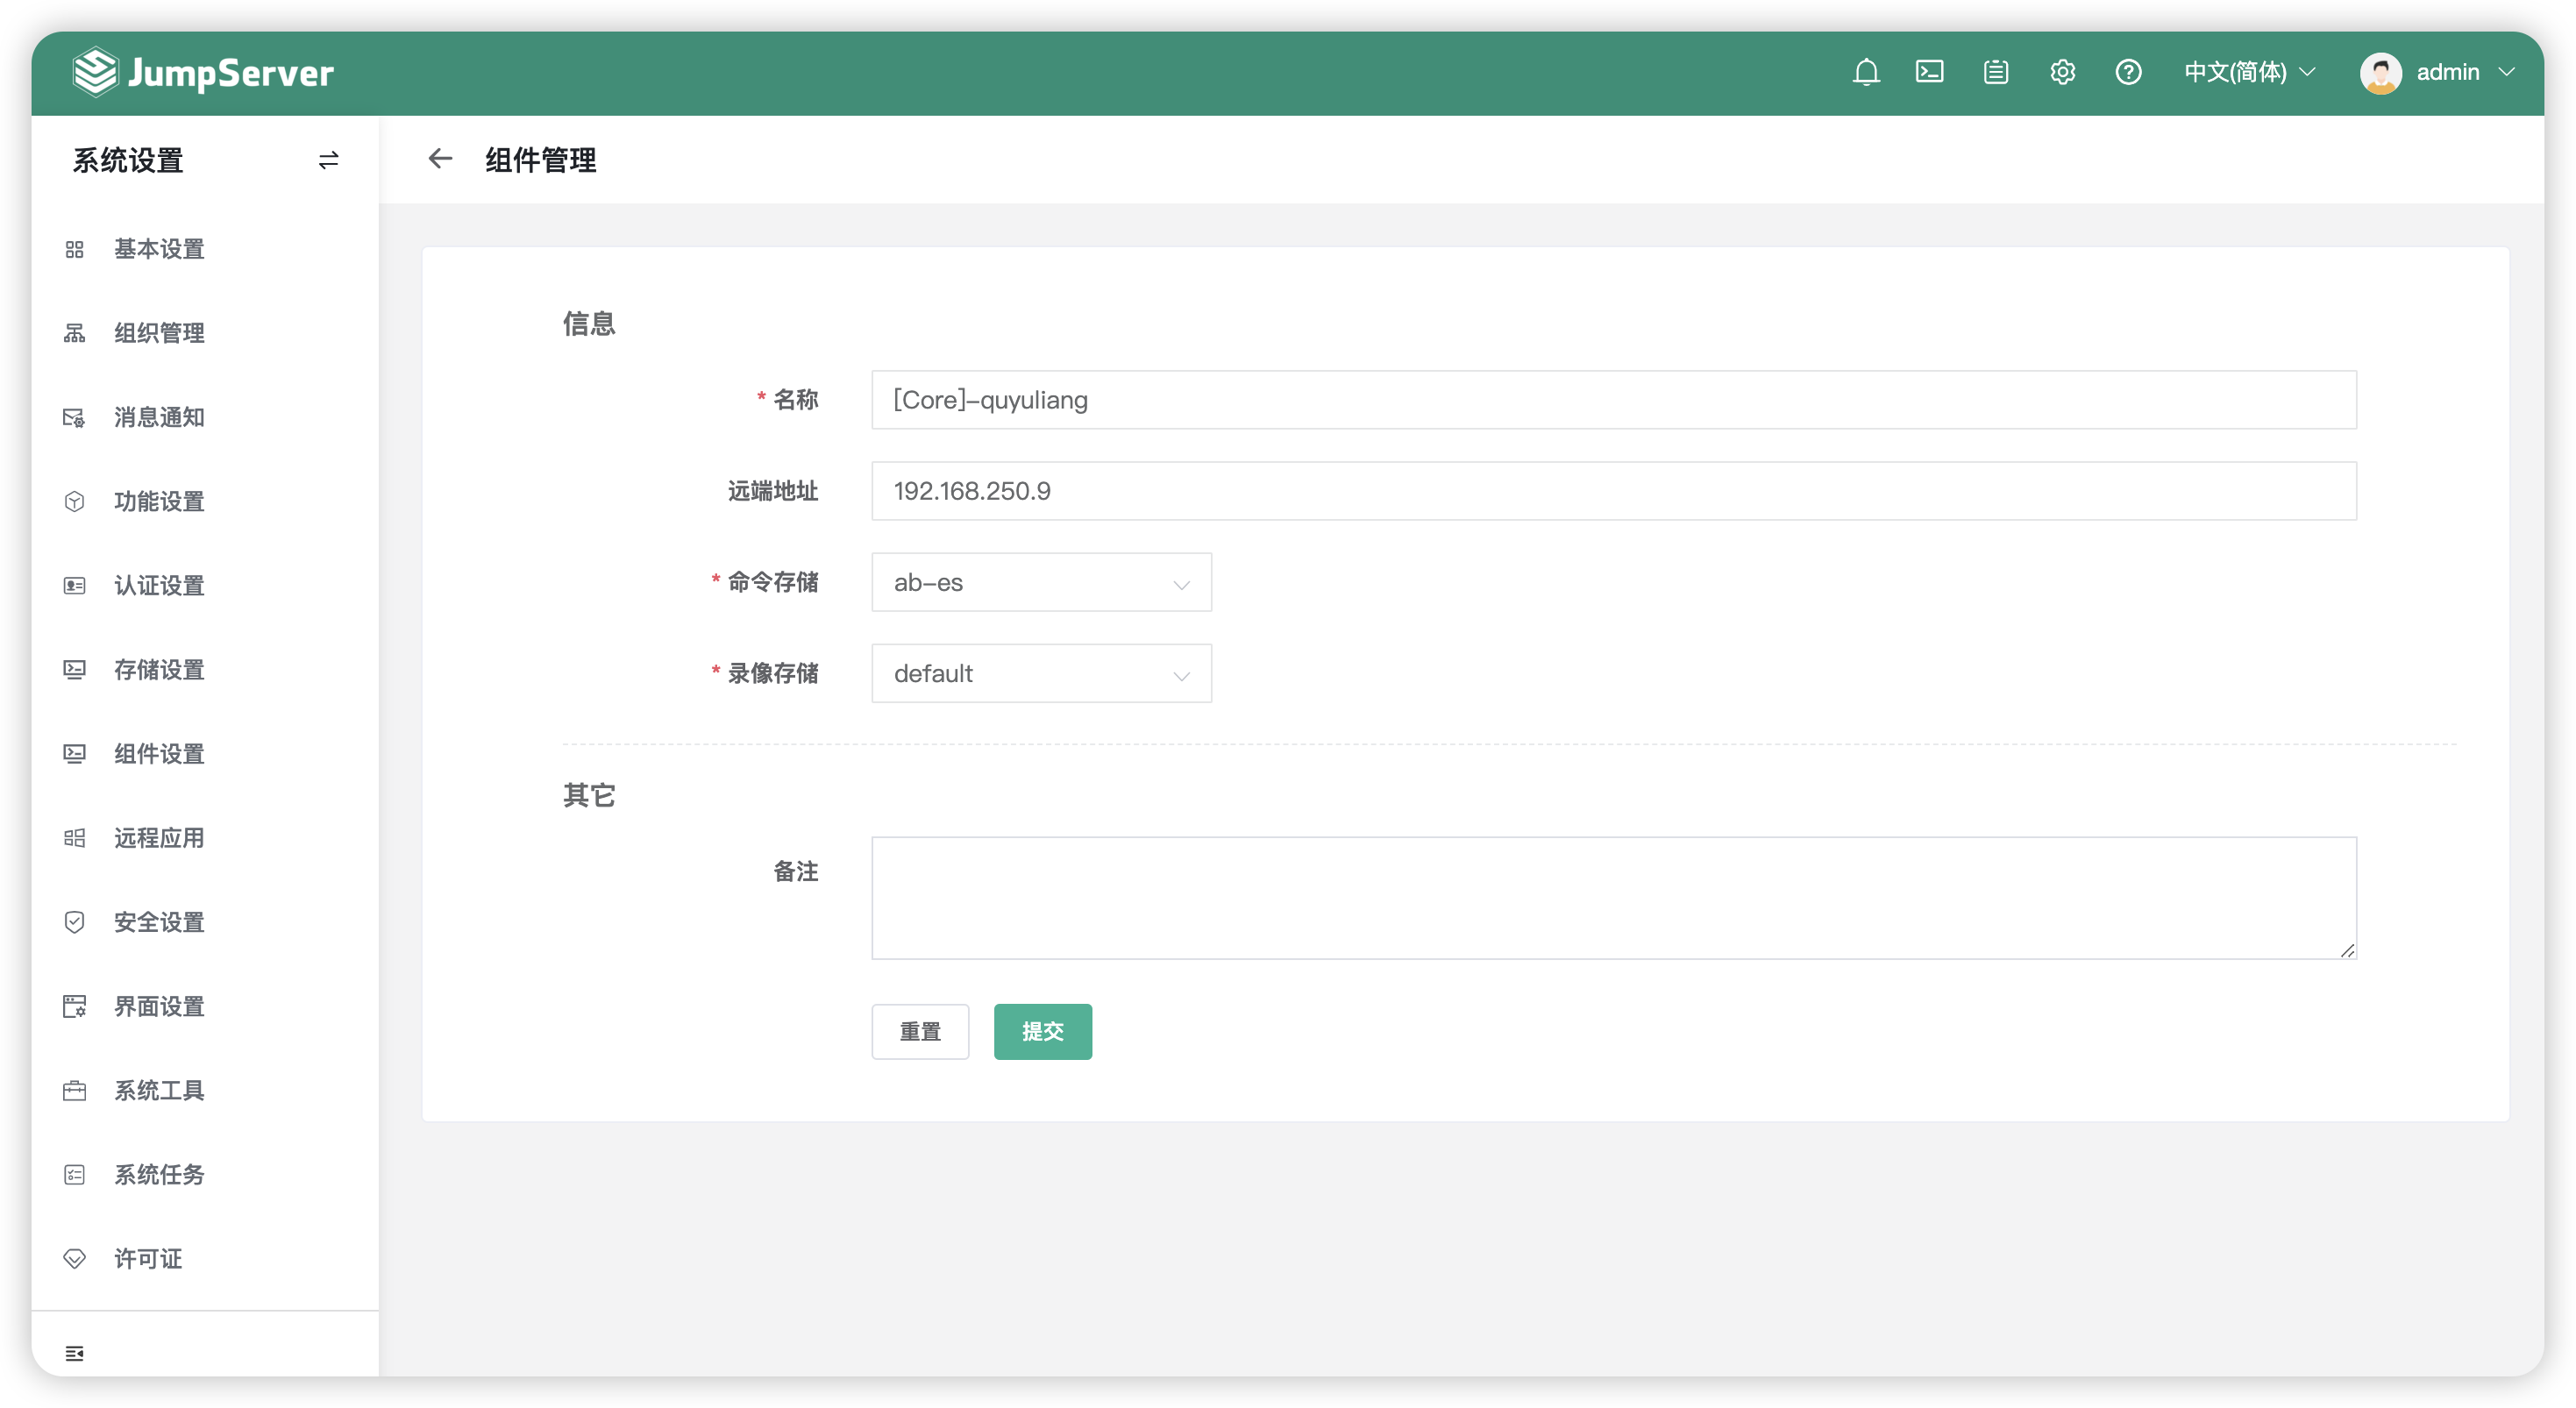 JumpServer
中文(简体)
admin
系统设置
基本设置
组织管理
消息通知
功能设置
认证设置
存储设置
组件设置
远程应用
安全设置
界面设置
系统工具
系统任务
许可证
组件管理
信息
* 名称
[Core]-quyuliang
远端地址
192.168.250.9
* 命令存储
ab-es
* 录像存储
default
其它
备注
重置
提交